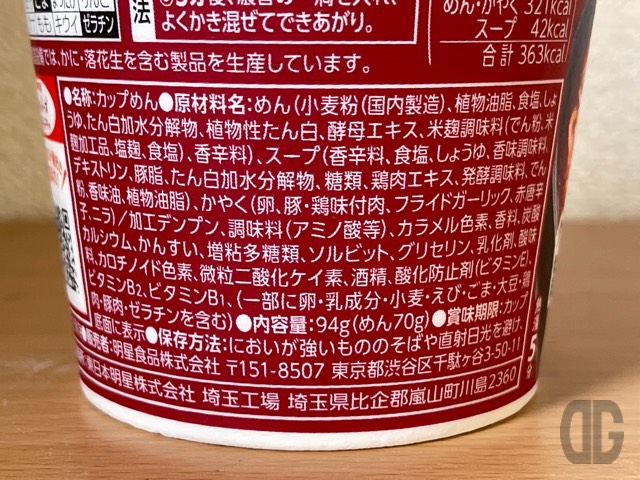 ごま
まだい
りんご
もも
キウイ
ゼラチン
法
よくかき混ぜてできあがり。
めん・かやく 321kcal
スープ 42kcal
合計 363kcal
では、かに・落花生を含む製品を生産しています。
●名称:カップめん●原材料名:めん(小麦粉(国内製造)、植物油脂、食塩、しょ
うゆ、たん白加水分解物、植物性たん白、酵母エキス、米麹調味料(でん粉、米
麹加工品、塩麹、食塩)、香辛料)、スープ(香辛料、食塩、しょうゆ、香味調味料、
デキストリン、豚脂、たん白加水分解物、糖類、鶏肉エキス、発酵調味料、でん
粉、香味油、植物油脂)、かやく(卵、豚・鶏味付肉、フライドガーリック、赤唐辛
子、ニラ)/加工デンプン、調味料(アミノ酸等)、カラメル色素、香料、炭酸
カルシウム、かんすい、増粘多糖類、ソルビット、グリセリン、乳化剤、酸味
料、カロチノイド色素、微粒二酸化ケイ素、酒精、酸化防止剤(ビタミンE)、
ビタミンB₂、ビタミンB₁、(一部に卵・乳成分・小麦・えび・ごま・大豆・鶏
肉・豚肉・ゼラチンを含む)●内容量:94g(めん70g)●賞味期限:カップ
底面に表示●保存方法:においが強いもののそばや直射日光を避け、
販売者:明星食品株式会社 〒151-8507 東京都渋谷区千駄ヶ谷3-50-11
東日本明星株式会社 埼玉工場 埼玉県比企郡嵐山町川島2360
5
分
DG